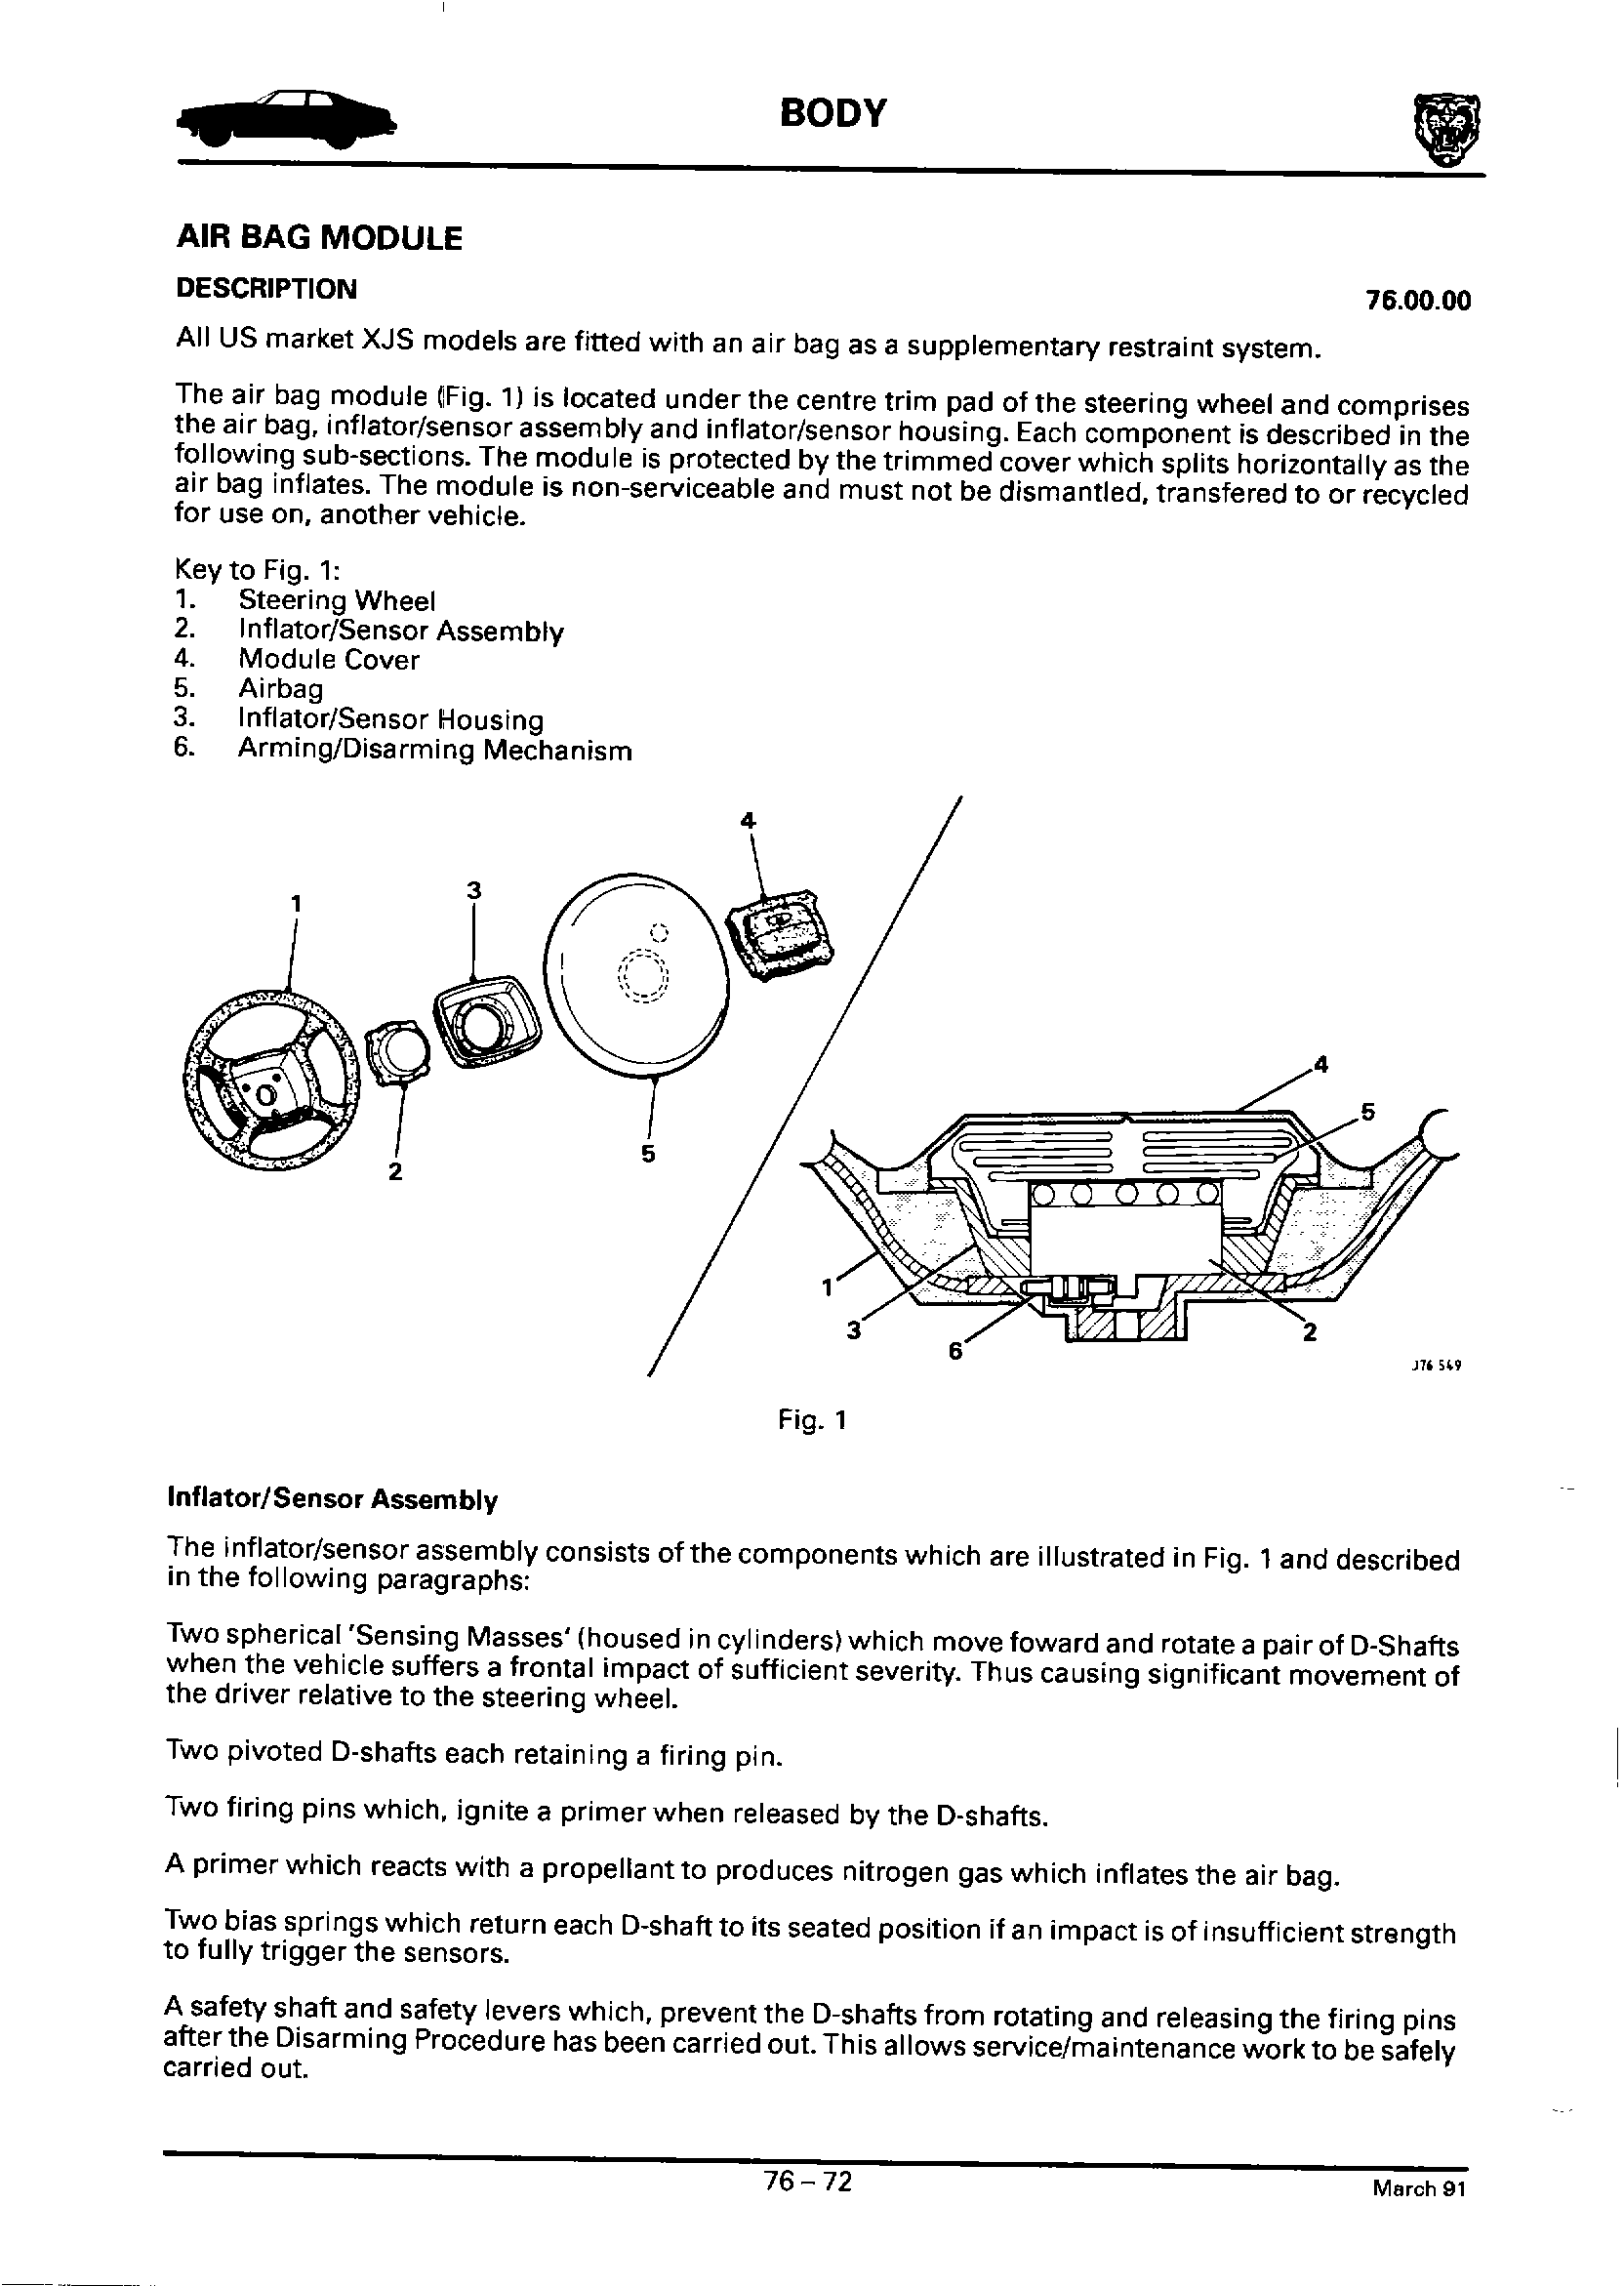 BODY
AIR BAG MODULE
DESCRIPTION
76.00.00
All US market XJS models are fitted with an air bag as a supplementary restraint system.
The air bag module (Fig. 1) is located under the centre trim pad of the steering wheel and comprises
the air bag, inflator/sensor assembly and inflator/sensor housing. Each component is described in the
following sub-sections. The module is protected by the trimmed cover which splits horizontally as the
air bag inflates. The module is non-serviceable and must not be dismantled, transfered to or recycled
for use on, another vehicle.
Key to Fig. 1:
1. Steering Wheel
2. Inflator/Sensor Assembly
4. Module Cover
5. Airbag
3. Inflator/Sensor Housing
6. Arming/Disarming Mechanism
4
3
1
5
2
4
5
1
3
6
2
J76 549
Fig. 1
Inflator/Sensor Assembly
The inflator/sensor assembly consists of the components which are illustrated in Fig. 1 and described
in the following paragraphs:
Two spherical 'Sensing Masses' (housed in cylinders) which move foward and rotate a pair of D-Shafts
when the vehicle suffers a frontal impact of sufficient severity. Thus causing significant movement of
the driver relative to the steering wheel.
Two pivoted D-shafts each retaining a firing pin.
Two firing pins which, ignite a primer when released by the D-shafts.
A primer which reacts with a propellant to produces nitrogen gas which inflates the air bag.
Two bias springs which return each D-shaft to its seated position if an impact is of insufficient strength
to fully trigger the sensors.
A safety shaft and safety levers which, prevent the D-shafts from rotating and releasing the firing pins
after the Disarming Procedure has been carried out. This allows service/maintenance work to be safely
carried out.
76 – 72
March 91